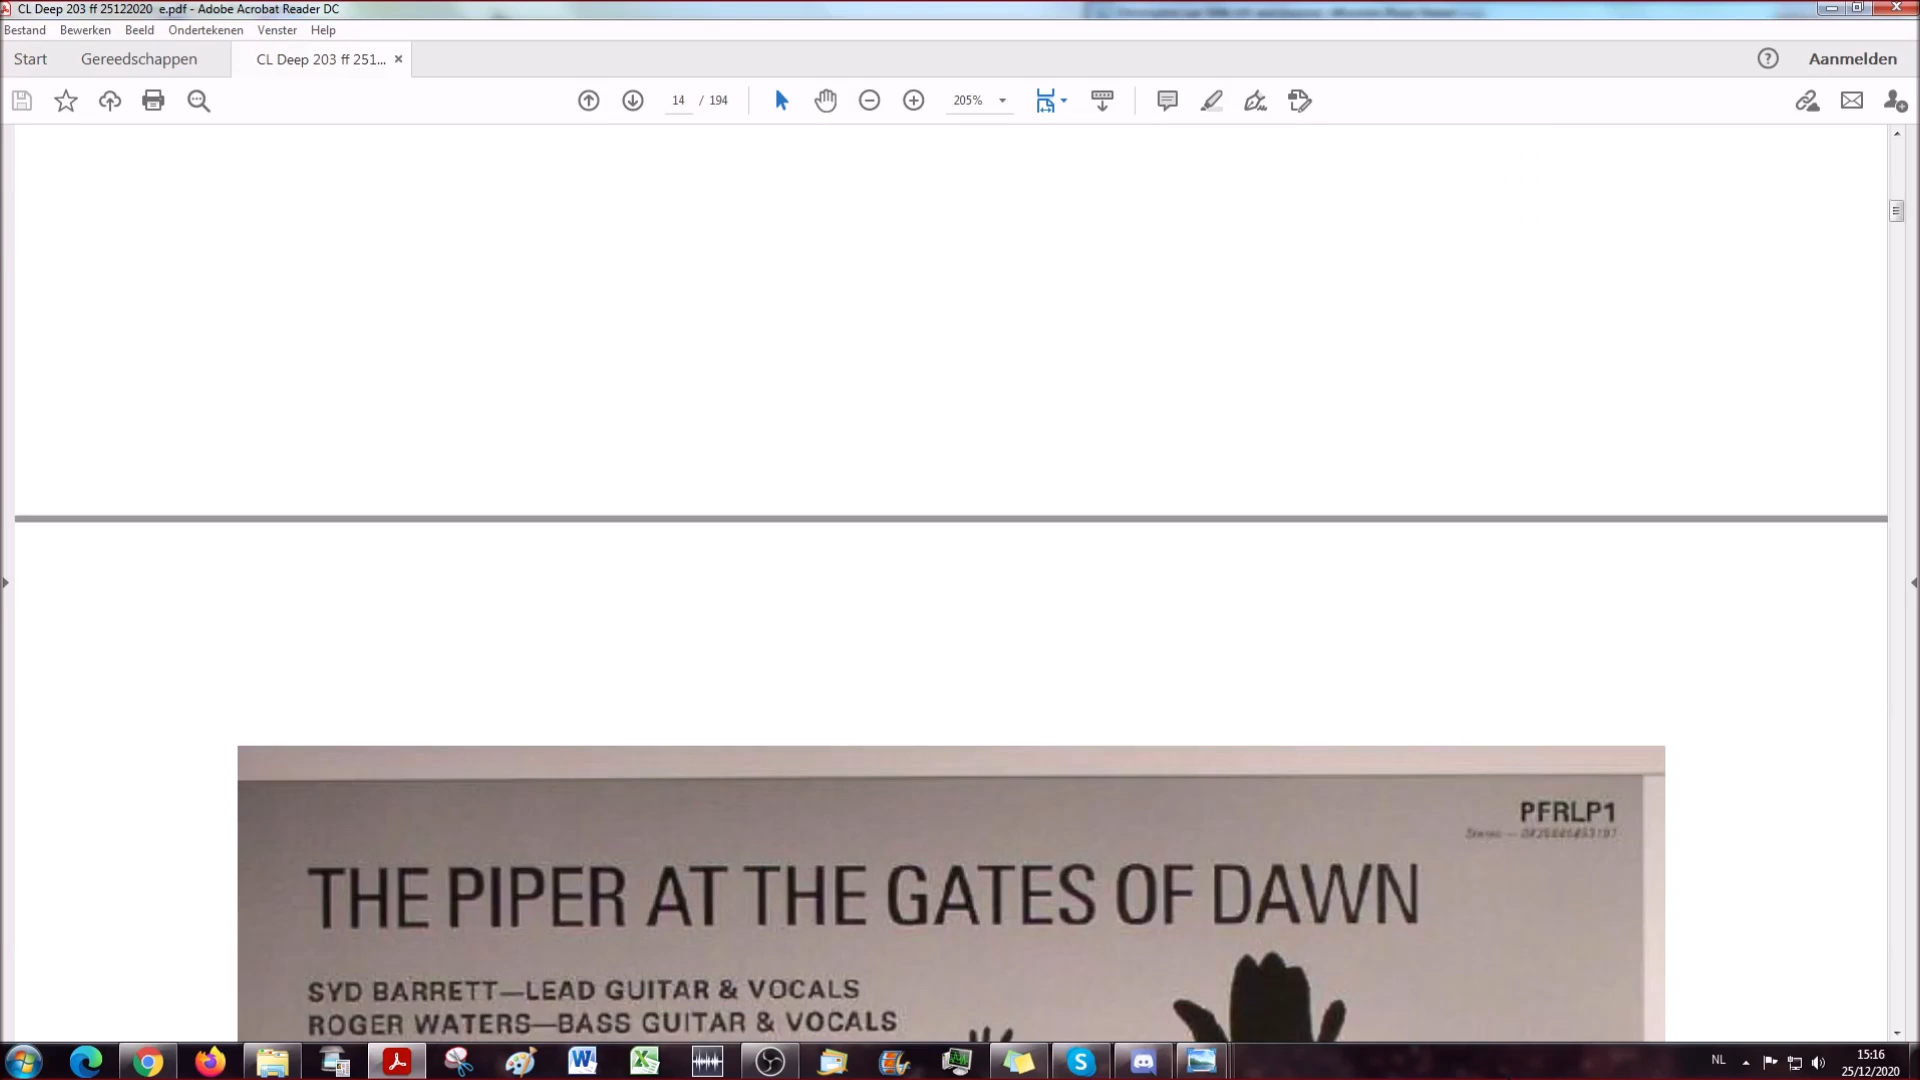 CL Deep 203 ff 25122020 e.pdf - Adobe Acrobat Reader DC
Bestand Bewerken Beeld Ondertekenen Venster Help
Start Gereedschappen CL Deep 203 ff 251... Aanmelden
14 / 194 205%
PFRLP1
THE PIPER AT THE GATES OF DAWN
SYD BARRETT—LEAD GUITAR & VOCALS
ROGER WATERS—BASS GUITAR & VOCALS
NL 15:16
25/12/2020